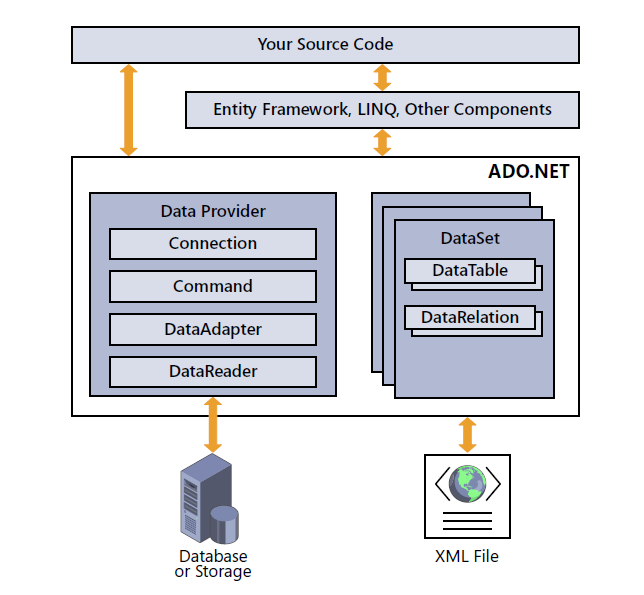 Your Source Code
Entity Framework, LINQ, Other Components
ADO.NET
Data Provider
Connection
Command
DataAdapter
DataReader
DataSet
DataTable
DataRelation
Database
or Storage
XML File